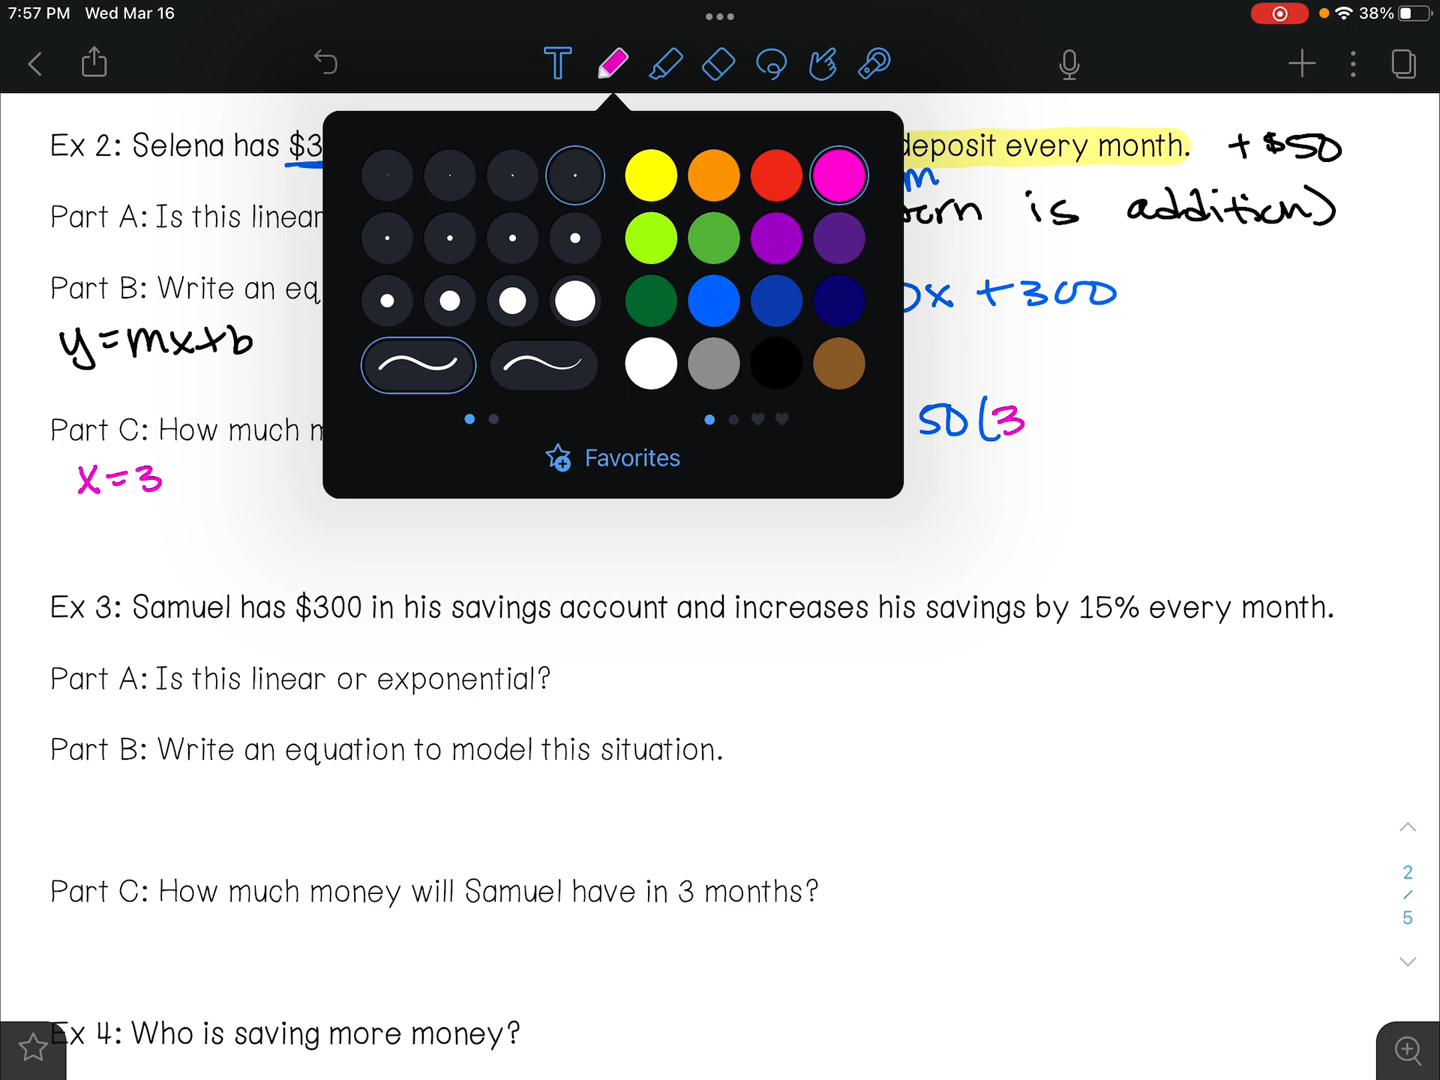 7:57 PM Wed Mar 16
38%
Ex 2: Selena has $3 deposit every month. + $50
m
Part A: Is this linear is addition)
Part B: Write an eq 0x + 300
y = mx + b
Part C: How much 50(3
x = 3
Favorites
Ex 3: Samuel has $300 in his savings account and increases his savings by 15% every month.
Part A: Is this linear or exponential?
Part B: Write an equation to model this situation.
2
/
5
Part C: How much money will Samuel have in 3 months?
Ex 4: Who is saving more money?